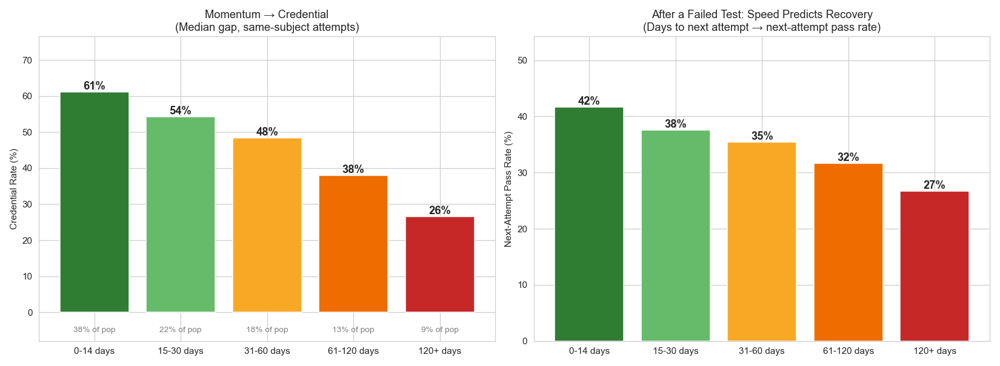 Momentum → Credential
(Median gap, same-subject attempts)
Credential Rate (%)
70
60
50
40
30
20
10
0
61%
54%
48%
38%
26%
38% of pop
22% of pop
18% of pop
13% of pop
9% of pop
0-14 days
15-30 days
31-60 days
61-120 days
120+ days
After a Failed Test: Speed Predicts Recovery
(Days to next attempt → next-attempt pass rate)
Next-Attempt Pass Rate (%)
50
40
30
20
10
0
42%
38%
35%
32%
27%
0-14 days
15-30 days
31-60 days
61-120 days
120+ days